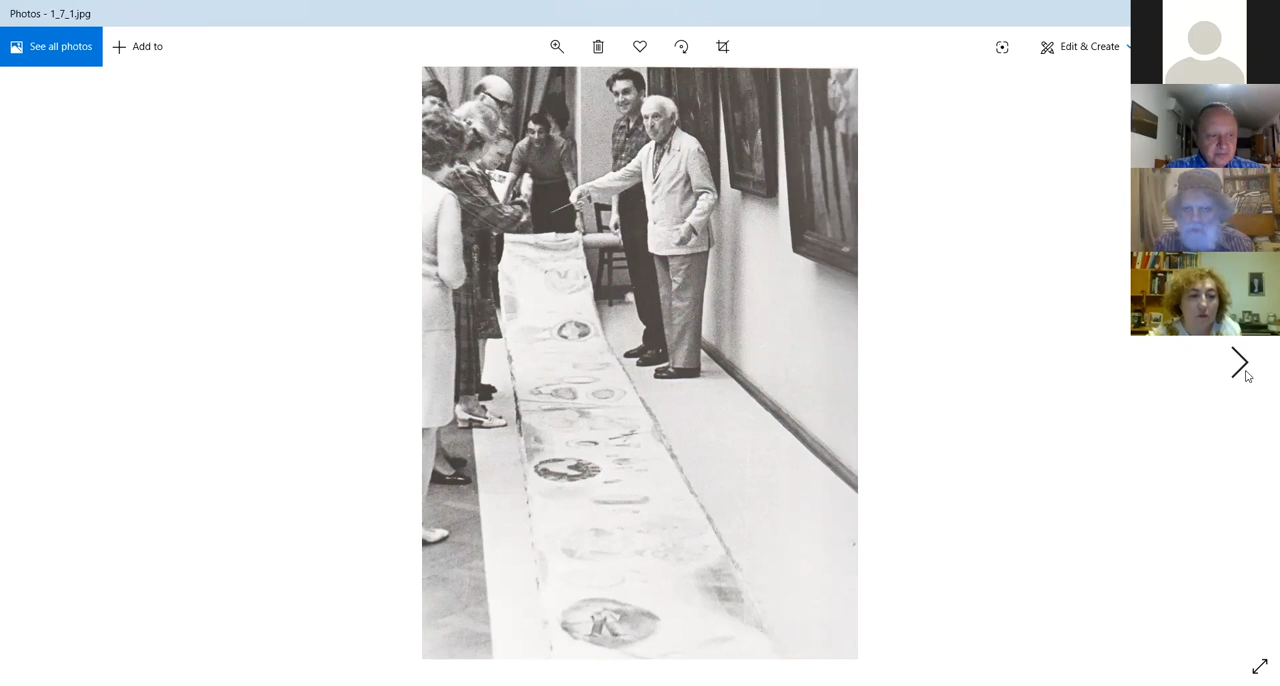 Photos - 1_7_1.jpg
See all photos
Add to
Edit & Create